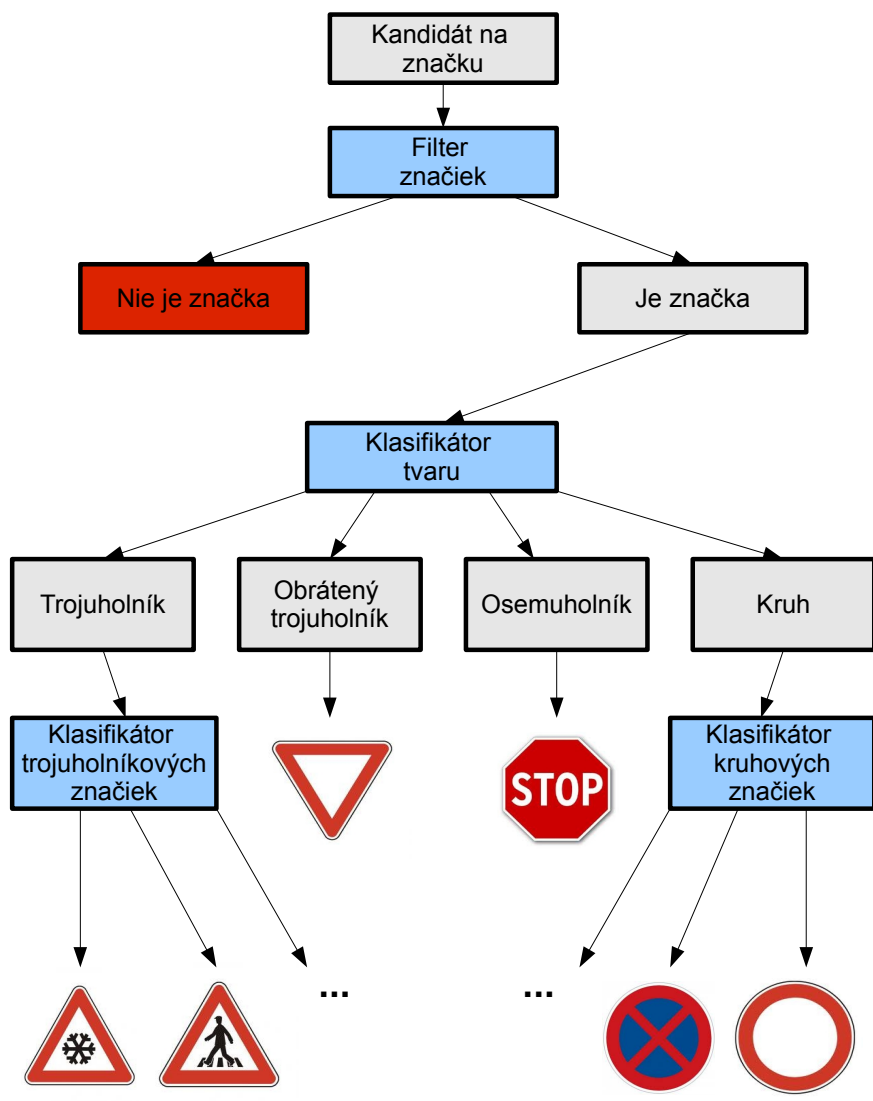 Kandidát na
značku
Filter
značiek
Nie je značka
Je značka
Klasifikátor
tvaru
Trojuholník
Obrátený
trojuholník
Osemuholník
Kruh
Klasifikátor
trojuholníkových
značiek
STOP
Klasifikátor
kruhových
značiek
...
...